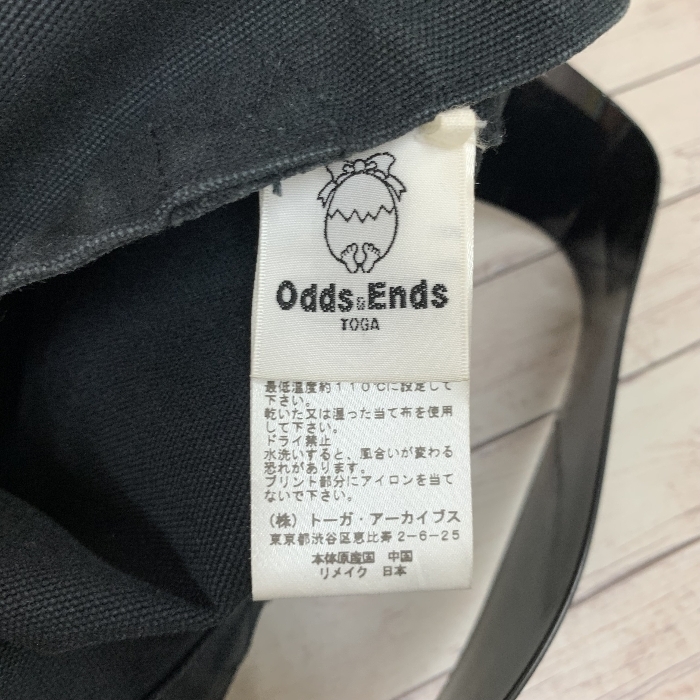 Odds & Ends
TOGA
最低温度約110℃に設定して
下さい。
乾いた又は湿った当て布を使用
して下さい。
ドライ禁止
水洗いすると、風合いが変わる
恐れがあります。
プリント部分にアイロンを当て
ないで下さい。
(株) トーガ・アーカイブス
東京都渋谷区恵比寿2-6-25
本体原産国 中国
リメイク 日本